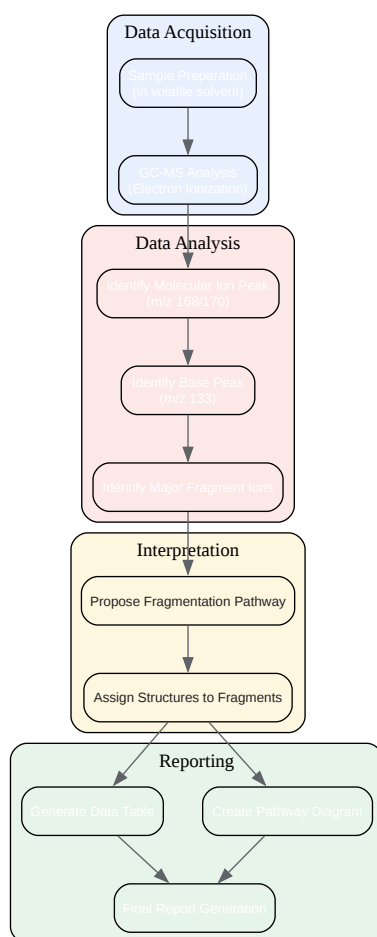 Data Acquisition
Sample Preparation
(in volatile solvent)
GC-MS Analysis
(Electron Ionization)
Data Analysis
Identify Molecular Ion Peak
(m/z 168/170)
Identify Base Peak
(m/z 133)
Identify Major Fragment Ions
Interpretation
Propose Fragmentation Pathway
Assign Structures to Fragments
Reporting
Generate Data Table
Create Pathway Diagram
Final Report Generation